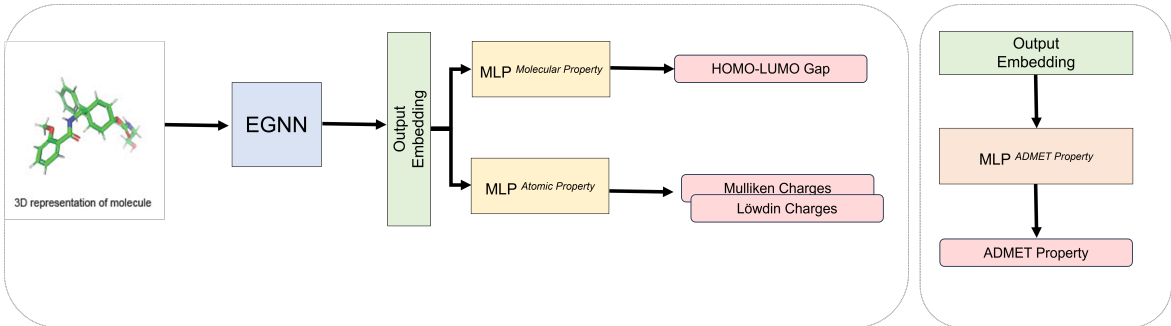 3D representation of molecule
EGNN
Output
Embedding
MLP Molecular Property
HOMO-LUMO Gap
MLP Atomic Property
Mulliken Charges
Löwdin Charges
Output
Embedding
MLP ADMET Property
ADMET Property